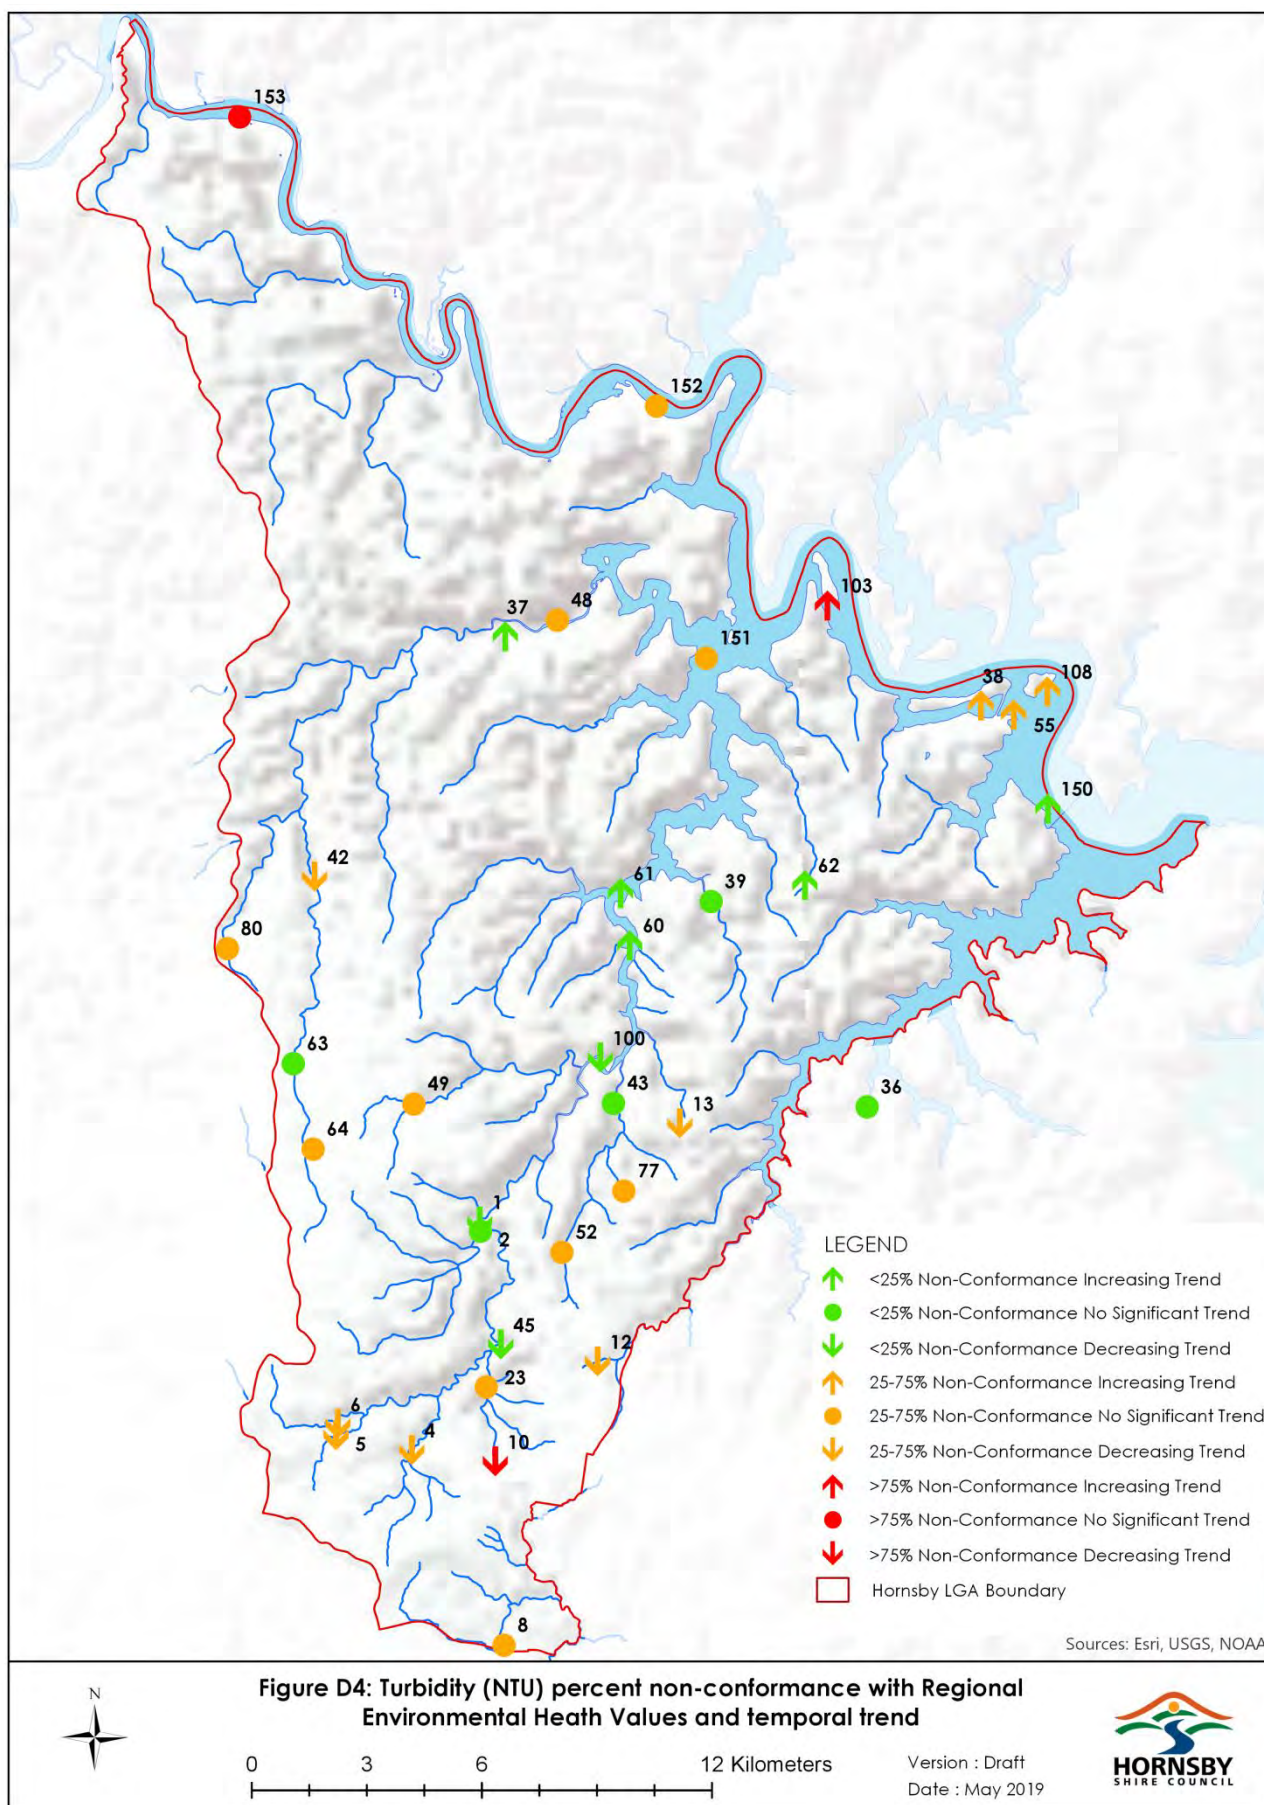 153
152
103
37
48
151
38
108
55
150
42
61
39
62
80
60
63
100
49
43
36
13
64
77
1
2
52
45
12
23
6
5
4
10
8
LEGEND
<25% Non-Conformance Increasing Trend
<25% Non-Conformance No Significant Trend
<25% Non-Conformance Decreasing Trend
25-75% Non-Conformance Increasing Trend
25-75% Non-Conformance No Significant Trend
25-75% Non-Conformance Decreasing Trend
>75% Non-Conformance Increasing Trend
>75% Non-Conformance No Significant Trend
>75% Non-Conformance Decreasing Trend
Hornsby LGA Boundary
Sources: Esri, USGS, NOAA
N
Figure D4: Turbidity (NTU) percent non-conformance with Regional
Environmental Heath Values and temporal trend
0 3 6 12 Kilometers
Version : Draft
Date : May 2019
HORNSBY
SHIRE COUNCIL